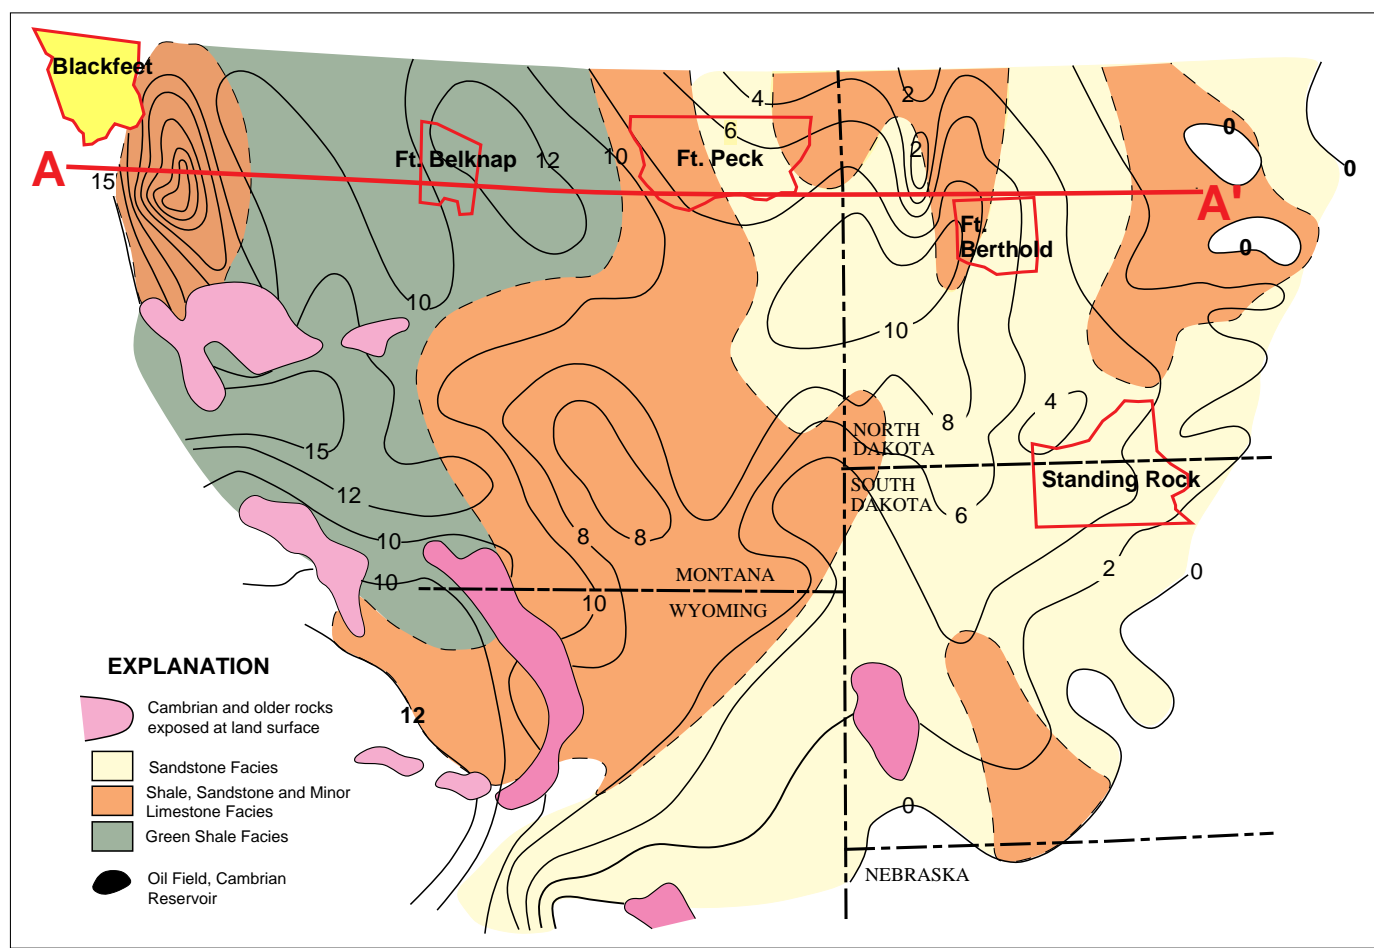 Blackfeet
A
15
Ft. Belknap
12
10
4
6
Ft. Peck
2
2
0
0
A'
Ft.
Berthold
0
10
10
8
4
NORTH
DAKOTA
15
12
SOUTH
DAKOTA
Standing Rock
6
10
8
8
10
10
2
0
MONTANA
WYOMING
12
0
NEBRASKA
EXPLANATION
Cambrian and older rocks
exposed at land surface
Sandstone Facies
Shale, Sandstone and Minor
Limestone Facies
Green Shale Facies
Oil Field, Cambrian
Reservoir